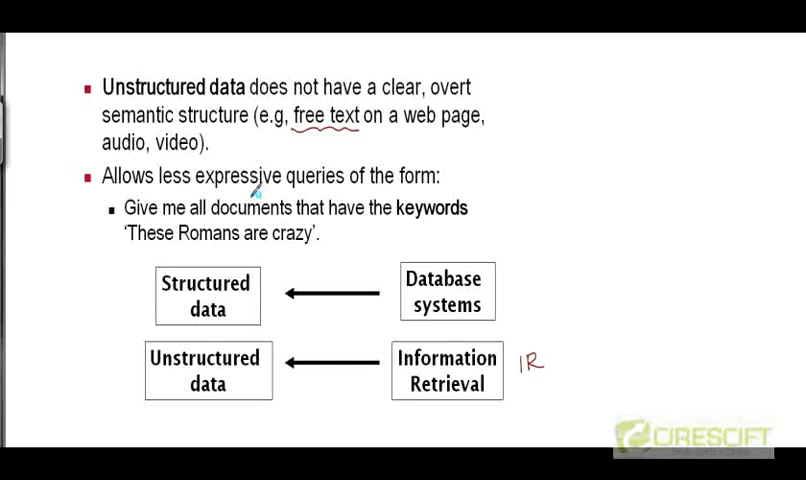 Unstructured data does not have a clear, overt
semantic structure (e.g, free text on a web page,
audio, video).
Allows less expressive queries of the form:
Give me all documents that have the keywords
‘These Romans are crazy’.
Structured
data
Database
systems
Unstructured
data
Information
Retrieval
IR